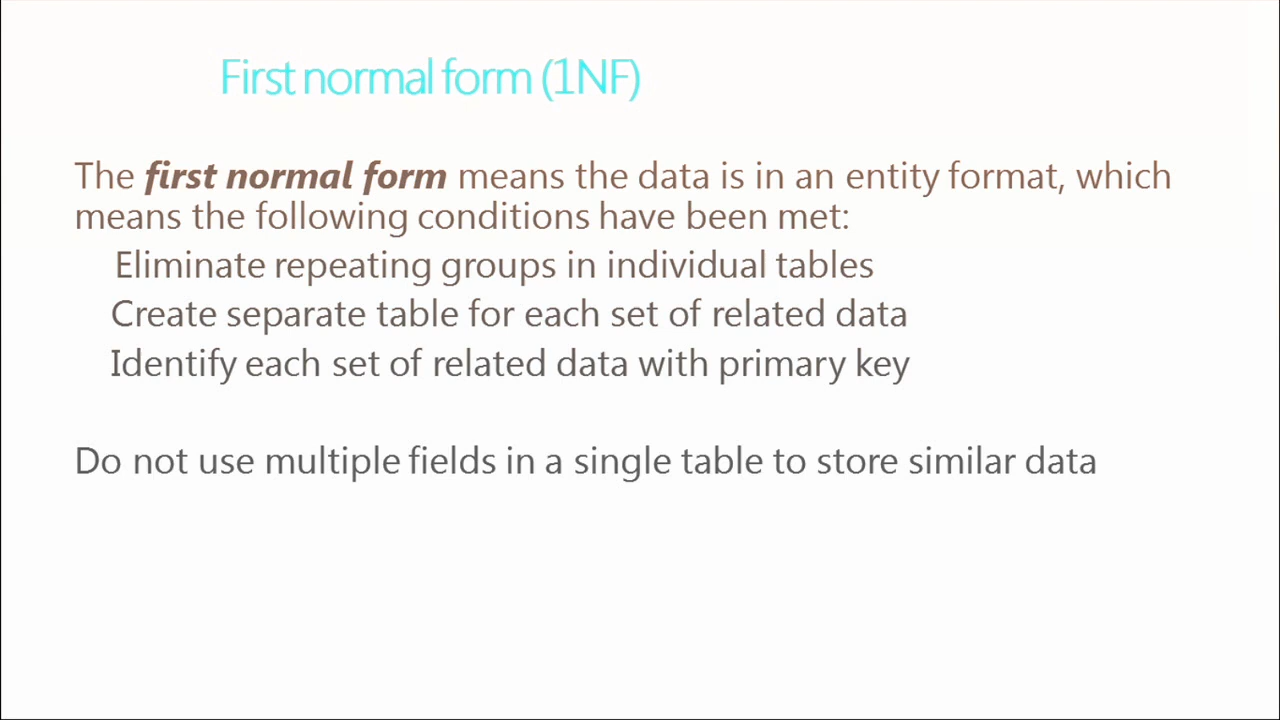 First normal form (1NF)
The first normal form means the data is in an entity format, which
means the following conditions have been met:
Eliminate repeating groups in individual tables
Create separate table for each set of related data
Identify each set of related data with primary key
Do not use multiple fields in a single table to store similar data